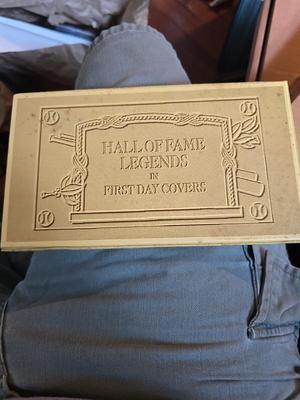 HALL OF FAME
LEGENDS
IN
FIRST DAY COVERS